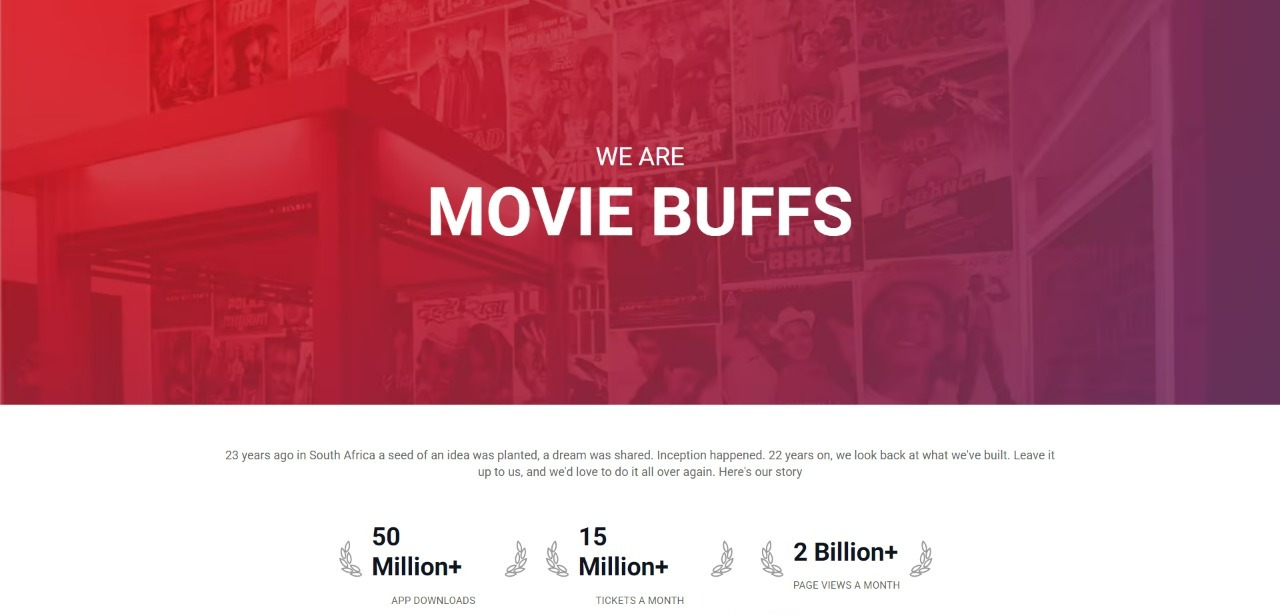 WE ARE
MOVIE BUFFS
DABANGG
JAANI
BARZI
23 years ago in South Africa a seed of an idea was planted, a dream was shared. Inception happened. 22 years on, we look back at what we've built. Leave it
up to us, and we'd love to do it all over again. Here's our story
50
Million+
APP DOWNLOADS
15
Million+
TICKETS A MONTH
2 Billion+
PAGE VIEWS A MONTH